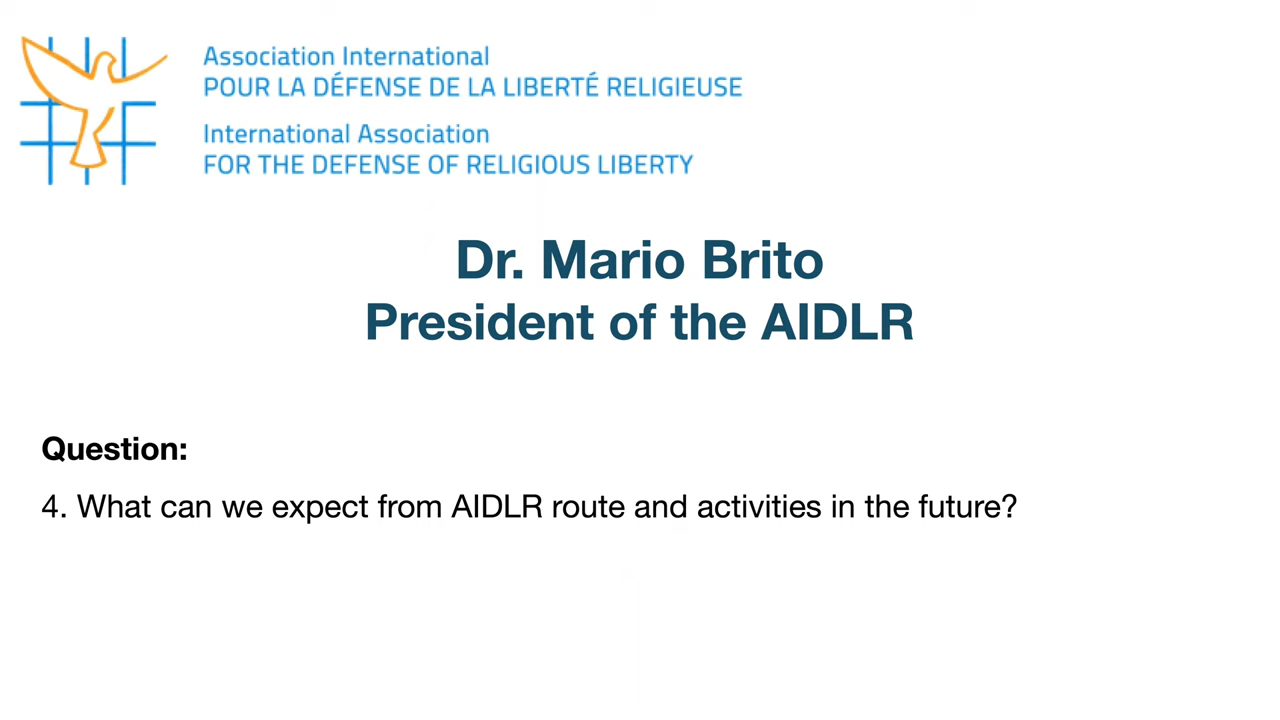 Association International
POUR LA DÉFENSE DE LA LIBERTÉ RELIGIEUSE
International Association
FOR THE DEFENSE OF RELIGIOUS LIBERTY
Dr. Mario Brito
President of the AIDLR
Question:
4. What can we expect from AIDLR route and activities in the future?